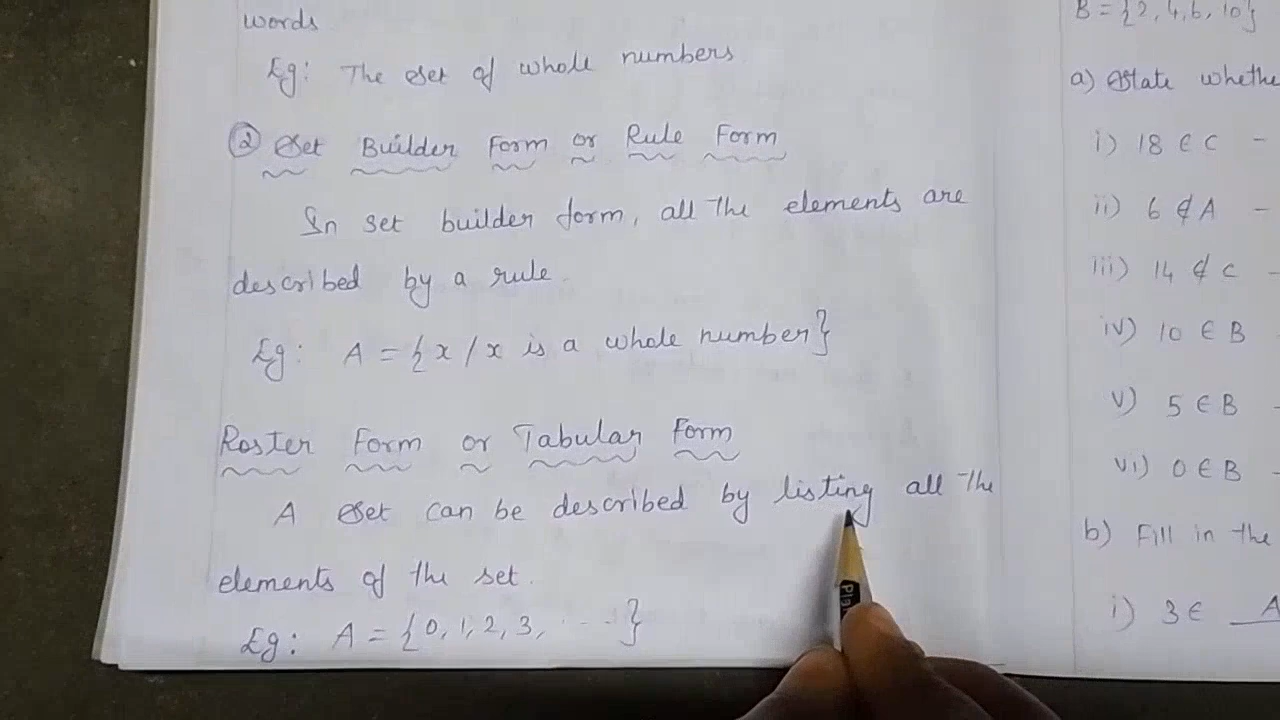 words
Eg: The set of whole numbers
② Set Builder Form or Rule Form
In set builder form, all the elements are
described by a rule.
Eg: A = {x / x is a whole number}
Roster Form or Tabular Form
A set can be described by listing all the
elements of the set.
Eg: A = {0, 1, 2, 3, ......}
B = {2, 4, 6, 10}
a) State whethe
i) 18 ∈ C -
ii) 6 ∉ A -
iii) 14 ∉ C -
iv) 10 ∈ B
v) 5 ∈ B -
vi) 0 ∈ B -
b) Fill in the
i) 3 ∈ A